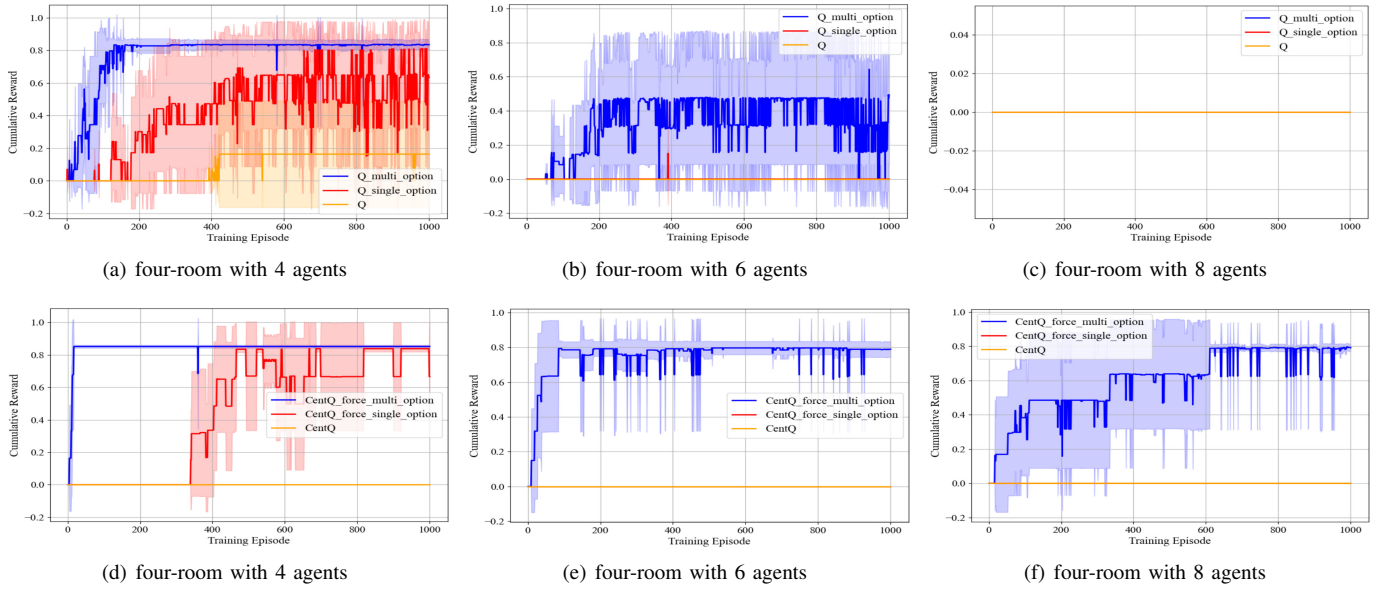 1.0
0.8
0.6
0.4
0.2
0.0
−0.2
Cumulative Reward
0
200
400
600
800
1000
Training Episode
Q_multi_option
Q_single_option
Q
(a) four-room with 4 agents
1.0
0.8
0.6
0.4
0.2
0.0
−0.2
Cumulative Reward
0
200
400
600
800
1000
Training Episode
Q_multi_option
Q_single_option
Q
(b) four-room with 6 agents
0.04
0.02
0.00
−0.02
−0.04
Cumulative Reward
0
200
400
600
800
1000
Training Episode
Q_multi_option
Q_single_option
Q
(c) four-room with 8 agents
1.0
0.8
0.6
0.4
0.2
0.0
−0.2
Cumulative Reward
0
200
400
600
800
1000
Training Episode
CentQ_force_multi_option
CentQ_force_single_option
CentQ
(d) four-room with 4 agents
1.0
0.8
0.6
0.4
0.2
0.0
−0.2
Cumulative Reward
0
200
400
600
800
1000
Training Episode
CentQ_force_multi_option
CentQ_force_single_option
CentQ
(e) four-room with 6 agents
1.0
0.8
0.6
0.4
0.2
0.0
−0.2
Cumulative Reward
0
200
400
600
800
1000
Training Episode
CentQ_force_multi_option
CentQ_force_single_option
CentQ
(f) four-room with 8 agents